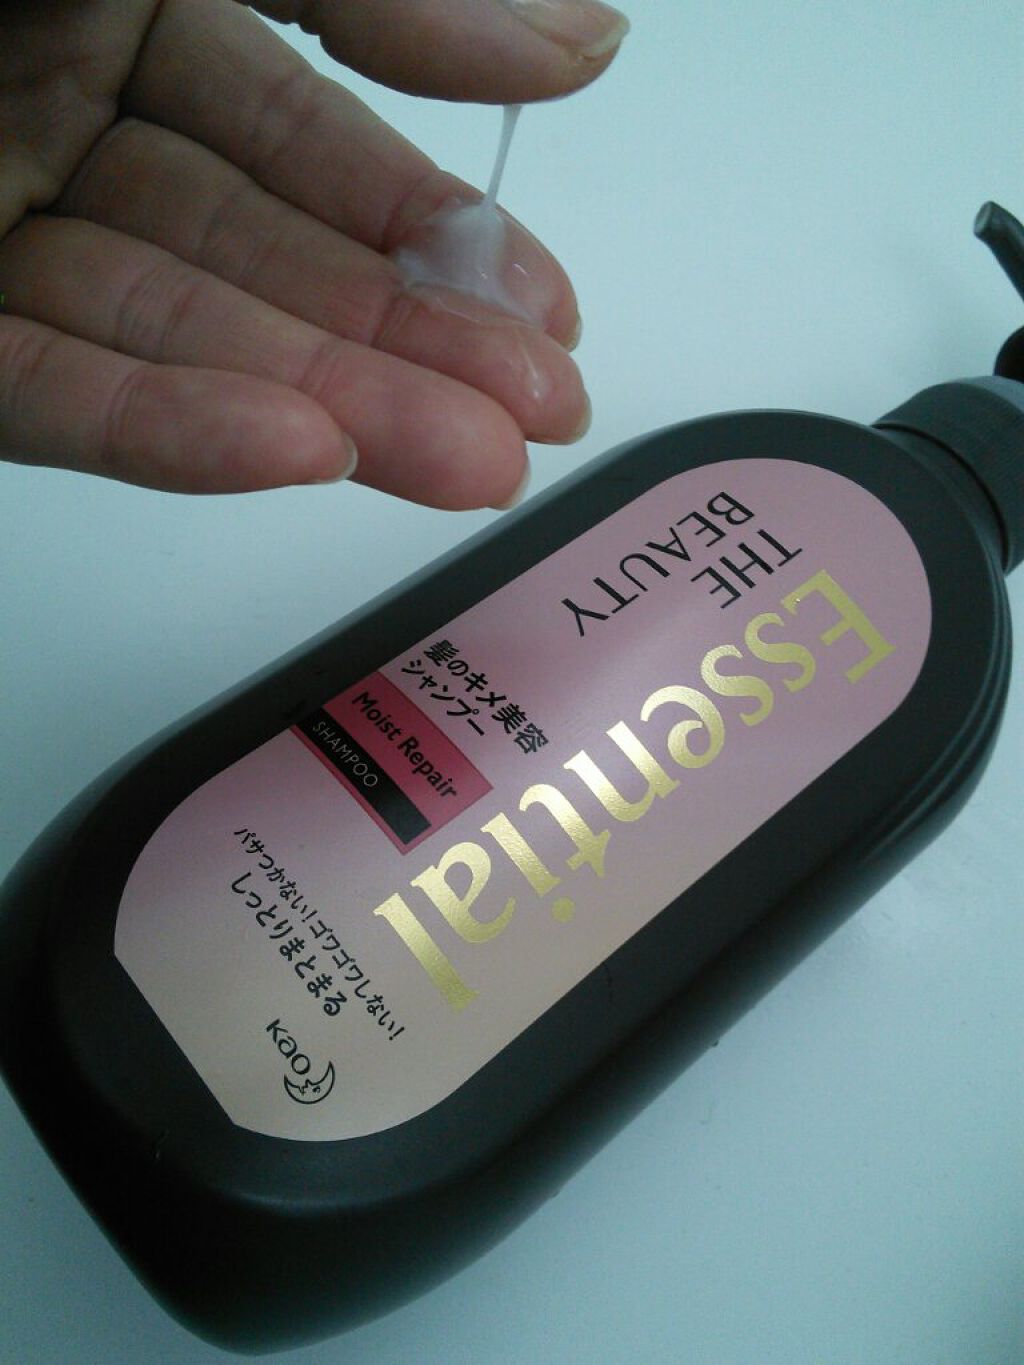 Essential
THE
BEAUTY
髪のキメ美容
シャンプー
Moist Repair
SHAMPOO
パサつかない!ゴワゴワしない!
しっとりまとまる
Kao